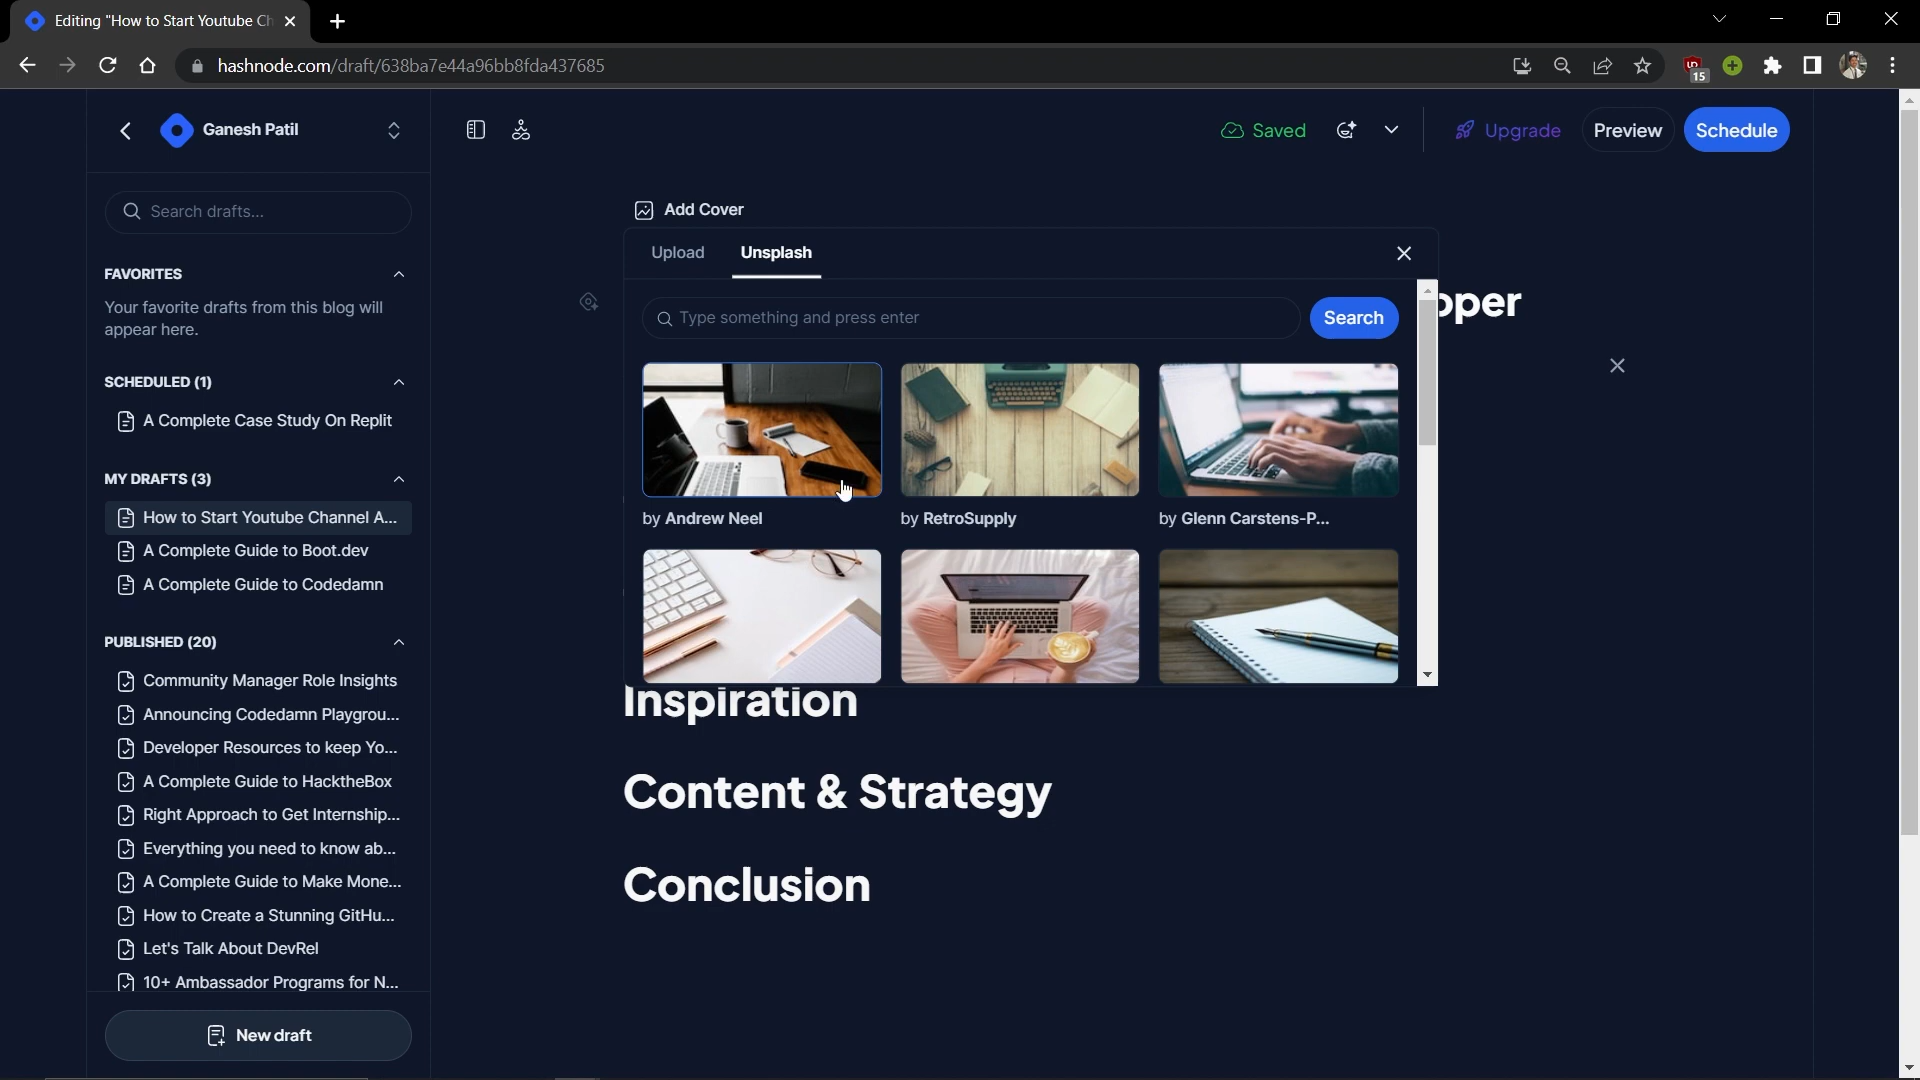 Editing "How to Start Youtube Ch
hashnode.com/draft/638ba7e44a96bb8fda437685
15
Ganesh Patil
Saved
Upgrade
Preview
Schedule
Search drafts...
FAVORITES
Your favorite drafts from this blog will
appear here.
SCHEDULED (1)
A Complete Case Study On Replit
MY DRAFTS (3)
How to Start Youtube Channel A...
A Complete Guide to Boot.dev
A Complete Guide to Codedamn
PUBLISHED (20)
Community Manager Role Insights
Announcing Codedamn Playgrou...
Developer Resources to keep Yo...
A Complete Guide to HacktheBox
Right Approach to Get Internship...
Everything you need to know ab...
A Complete Guide to Make Mone...
How to Create a Stunning GitHu...
Let's Talk About DevRel
10+ Ambassador Programs for N...
New draft
Add Cover
Upload
Unsplash
Type something and press enter
Search
oper
by Andrew Neel
by RetroSupply
by Glenn Carstens-P...
Inspiration
Content & Strategy
Conclusion